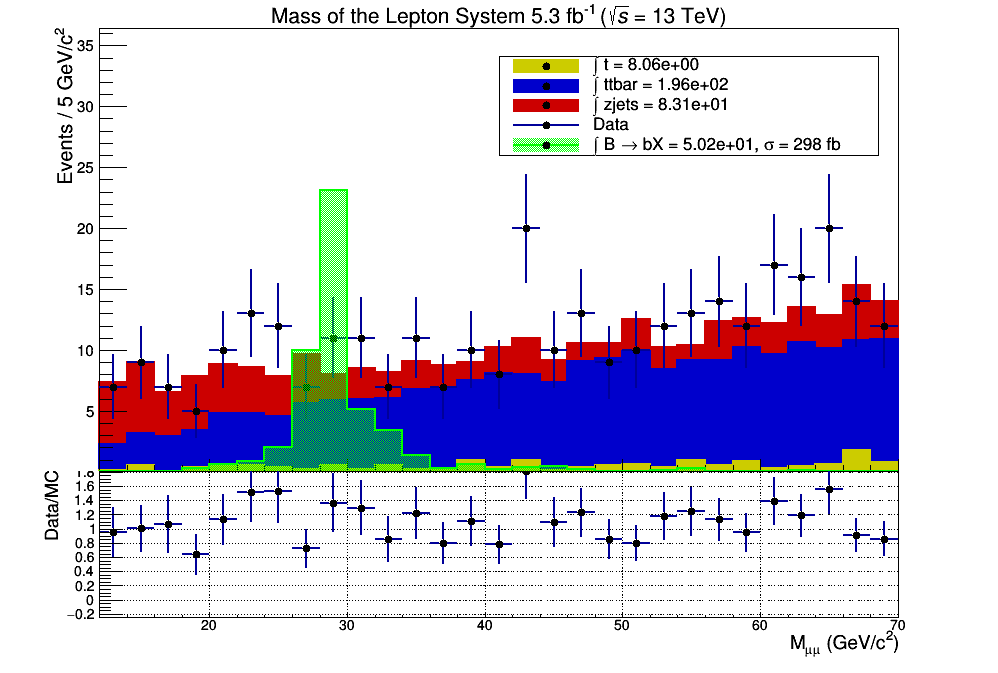 Mass of the Lepton System 5.3 fb⁻¹ (√s = 13 TeV)
Events / 5 GeV/c²
35
30
25
20
15
10
5
∫ t = 8.06e+00
∫ ttbar = 1.96e+02
∫ zjets = 8.31e+01
Data
∫ B → bX = 5.02e+01, σ = 298 fb
Data/MC
1.8
1.6
1.4
1.2
1
0.8
0.6
0.4
0.2
0
−0.2
20 30 40 50 60 70
M_μμ (GeV/c²)